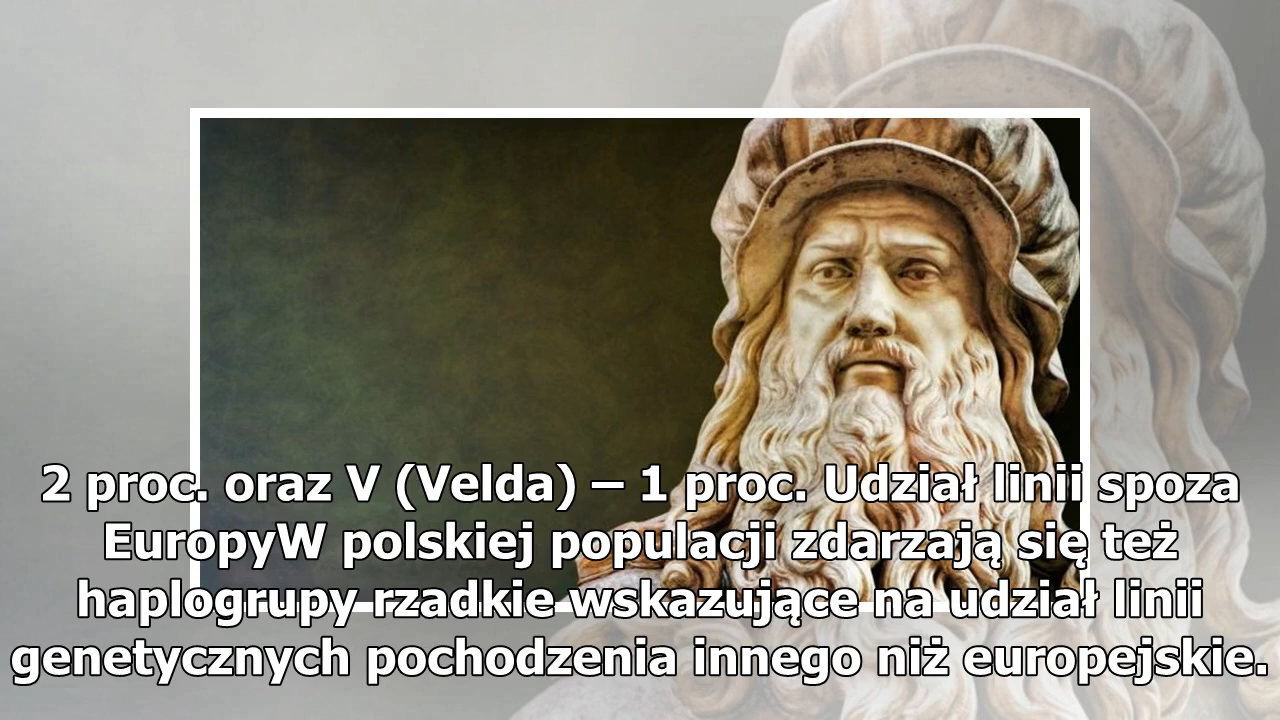 2 proc. oraz V (Velda) – 1 proc. Udział linii spoza
EuropyW polskiej populacji zdarzają się też
haplogrupy rzadkie wskazujące na udział linii
genetycznych pochodzenia innego niż europejskie.